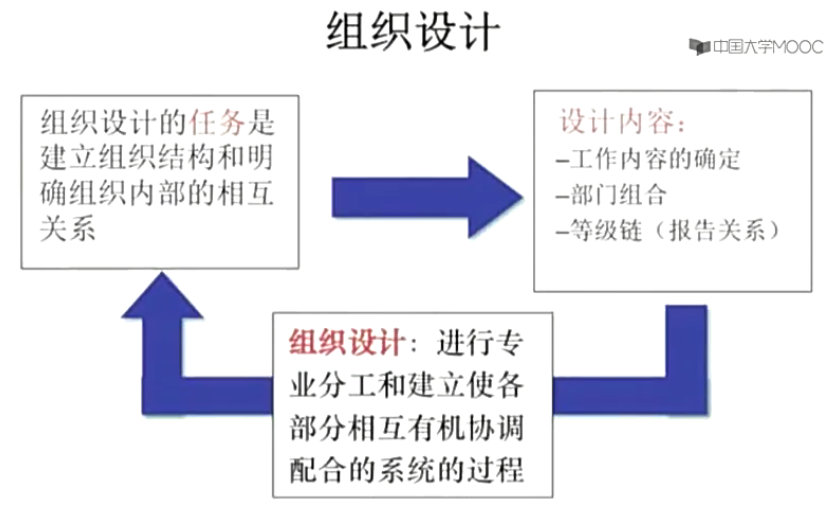 组织设计
中国大学MOOC
组织设计的任务是
建立组织结构和明
确组织内部的相互
关系
设计内容：
–工作内容的确定
–部门组合
–等级链（报告关系）
组织设计：进行专
业分工和建立使各
部分相互有机协调
配合的系统的过程